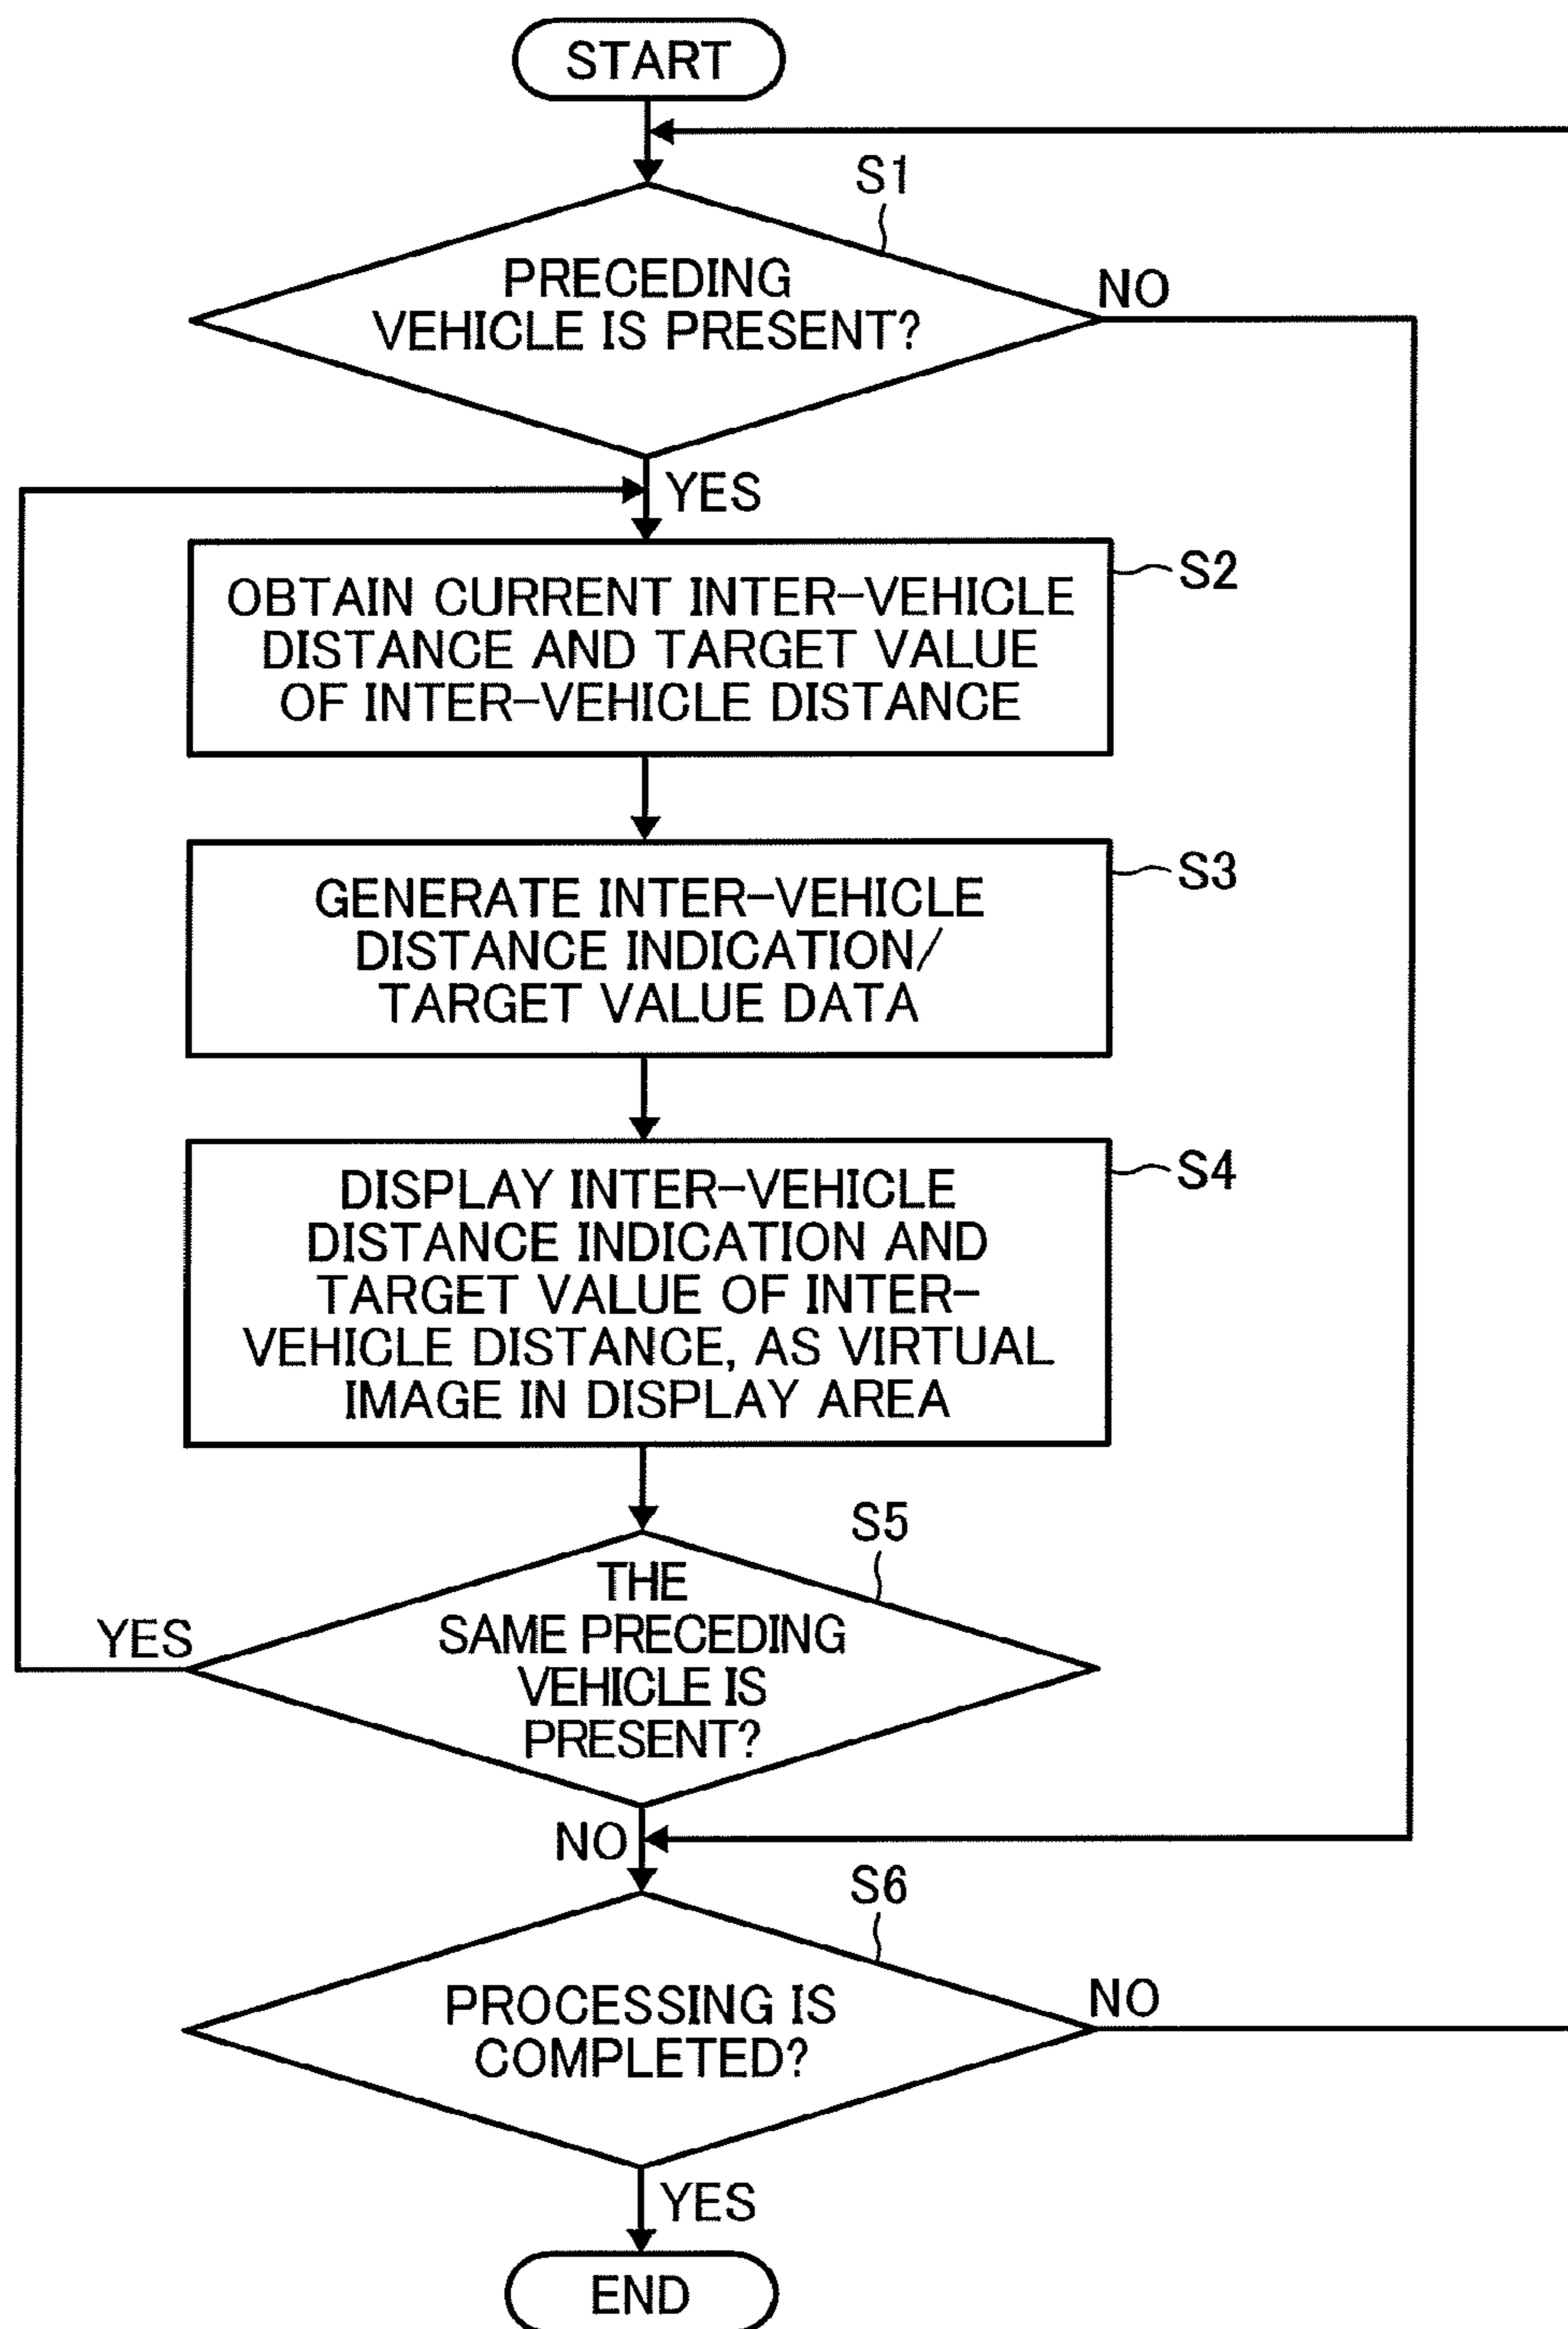 START
S1
PRECEDING
VEHICLE IS PRESENT?
NO
YES
S2
OBTAIN CURRENT INTER-VEHICLE
DISTANCE AND TARGET VALUE
OF INTER-VEHICLE DISTANCE
S3
GENERATE INTER-VEHICLE
DISTANCE INDICATION/
TARGET VALUE DATA
S4
DISPLAY INTER-VEHICLE
DISTANCE INDICATION AND
TARGET VALUE OF INTER-
VEHICLE DISTANCE, AS VIRTUAL
IMAGE IN DISPLAY AREA
S5
THE
SAME PRECEDING
VEHICLE IS
PRESENT?
YES
NO
S6
PROCESSING IS
COMPLETED?
NO
YES
END